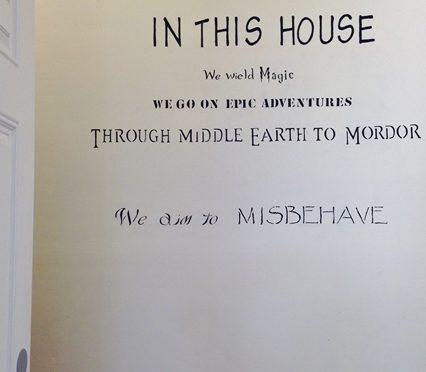 IN THIS HOUSE
We wield Magic
WE GO ON EPIC ADVENTURES
THROUGH MIDDLE EARTH TO MORDOR
We aim to MISBEHAVE